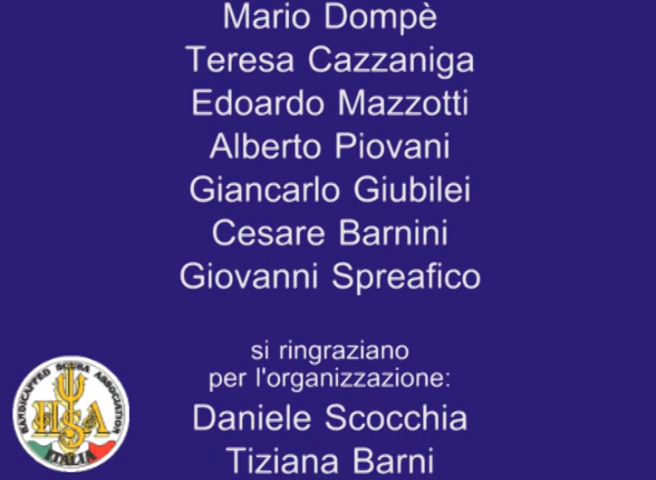 Mario Dompè
Teresa Cazzaniga
Edoardo Mazzotti
Alberto Piovani
Giancarlo Giubilei
Cesare Barnini
Giovanni Spreafico
si ringraziano
per l'organizzazione:
Daniele Scocchia
Tiziana Barni
HANDICAPPED SCUBA ASSOCIATION
HSA
ITALIA